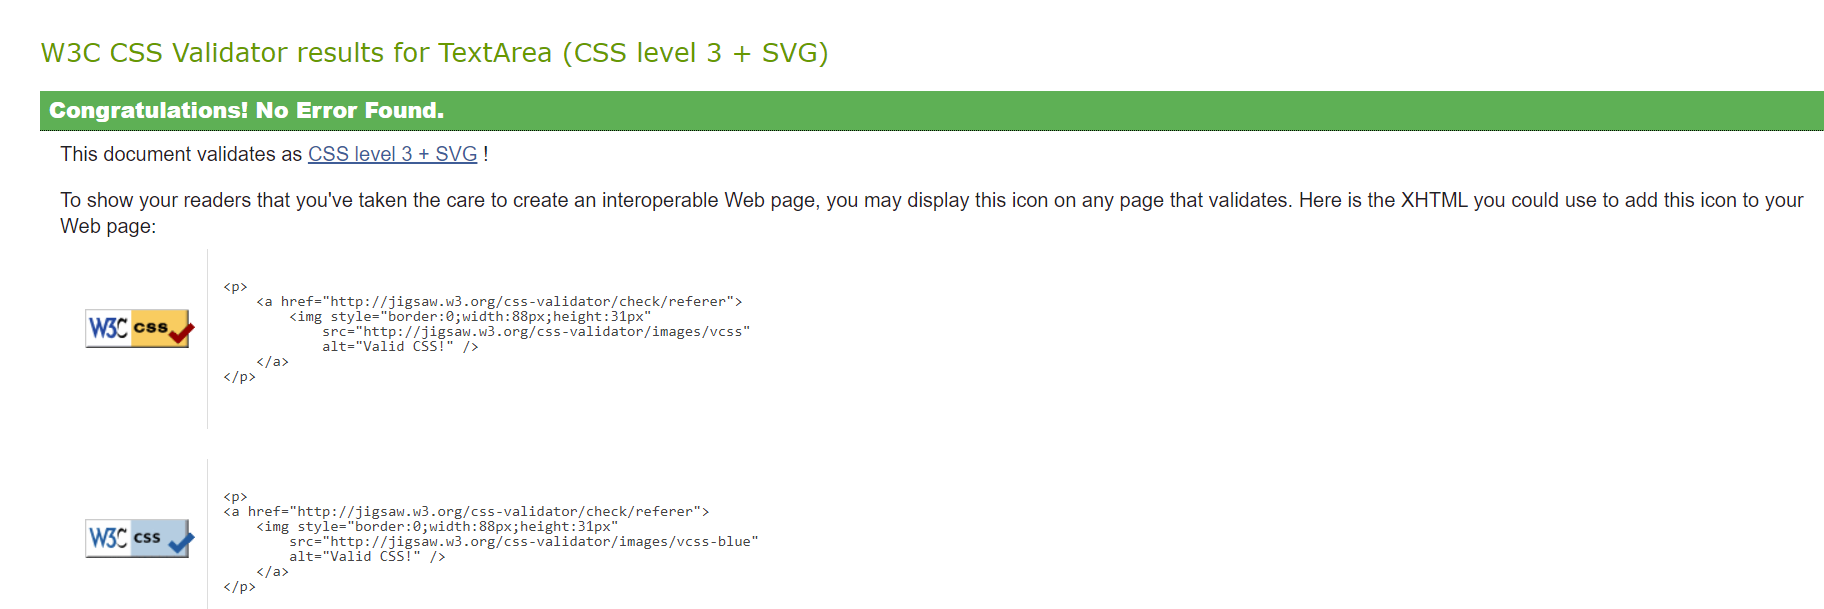 W3C CSS Validator results for TextArea (CSS level 3 + SVG)
Congratulations! No Error Found.
This document validates as CSS level 3 + SVG !
To show your readers that you've taken the care to create an interoperable Web page, you may display this icon on any page that validates. Here is the XHTML you could use to add this icon to your
Web page:
W3C css
<p>
    <a href="http://jigsaw.w3.org/css-validator/check/referer">
        <img style="border:0;width:88px;height:31px"
            src="http://jigsaw.w3.org/css-validator/images/vcss"
            alt="Valid CSS!" />
    </a>
</p>
W3C css
<p>
<a href="http://jigsaw.w3.org/css-validator/check/referer">
    <img style="border:0;width:88px;height:31px"
        src="http://jigsaw.w3.org/css-validator/images/vcss-blue"
        alt="Valid CSS!" />
    </a>
</p>